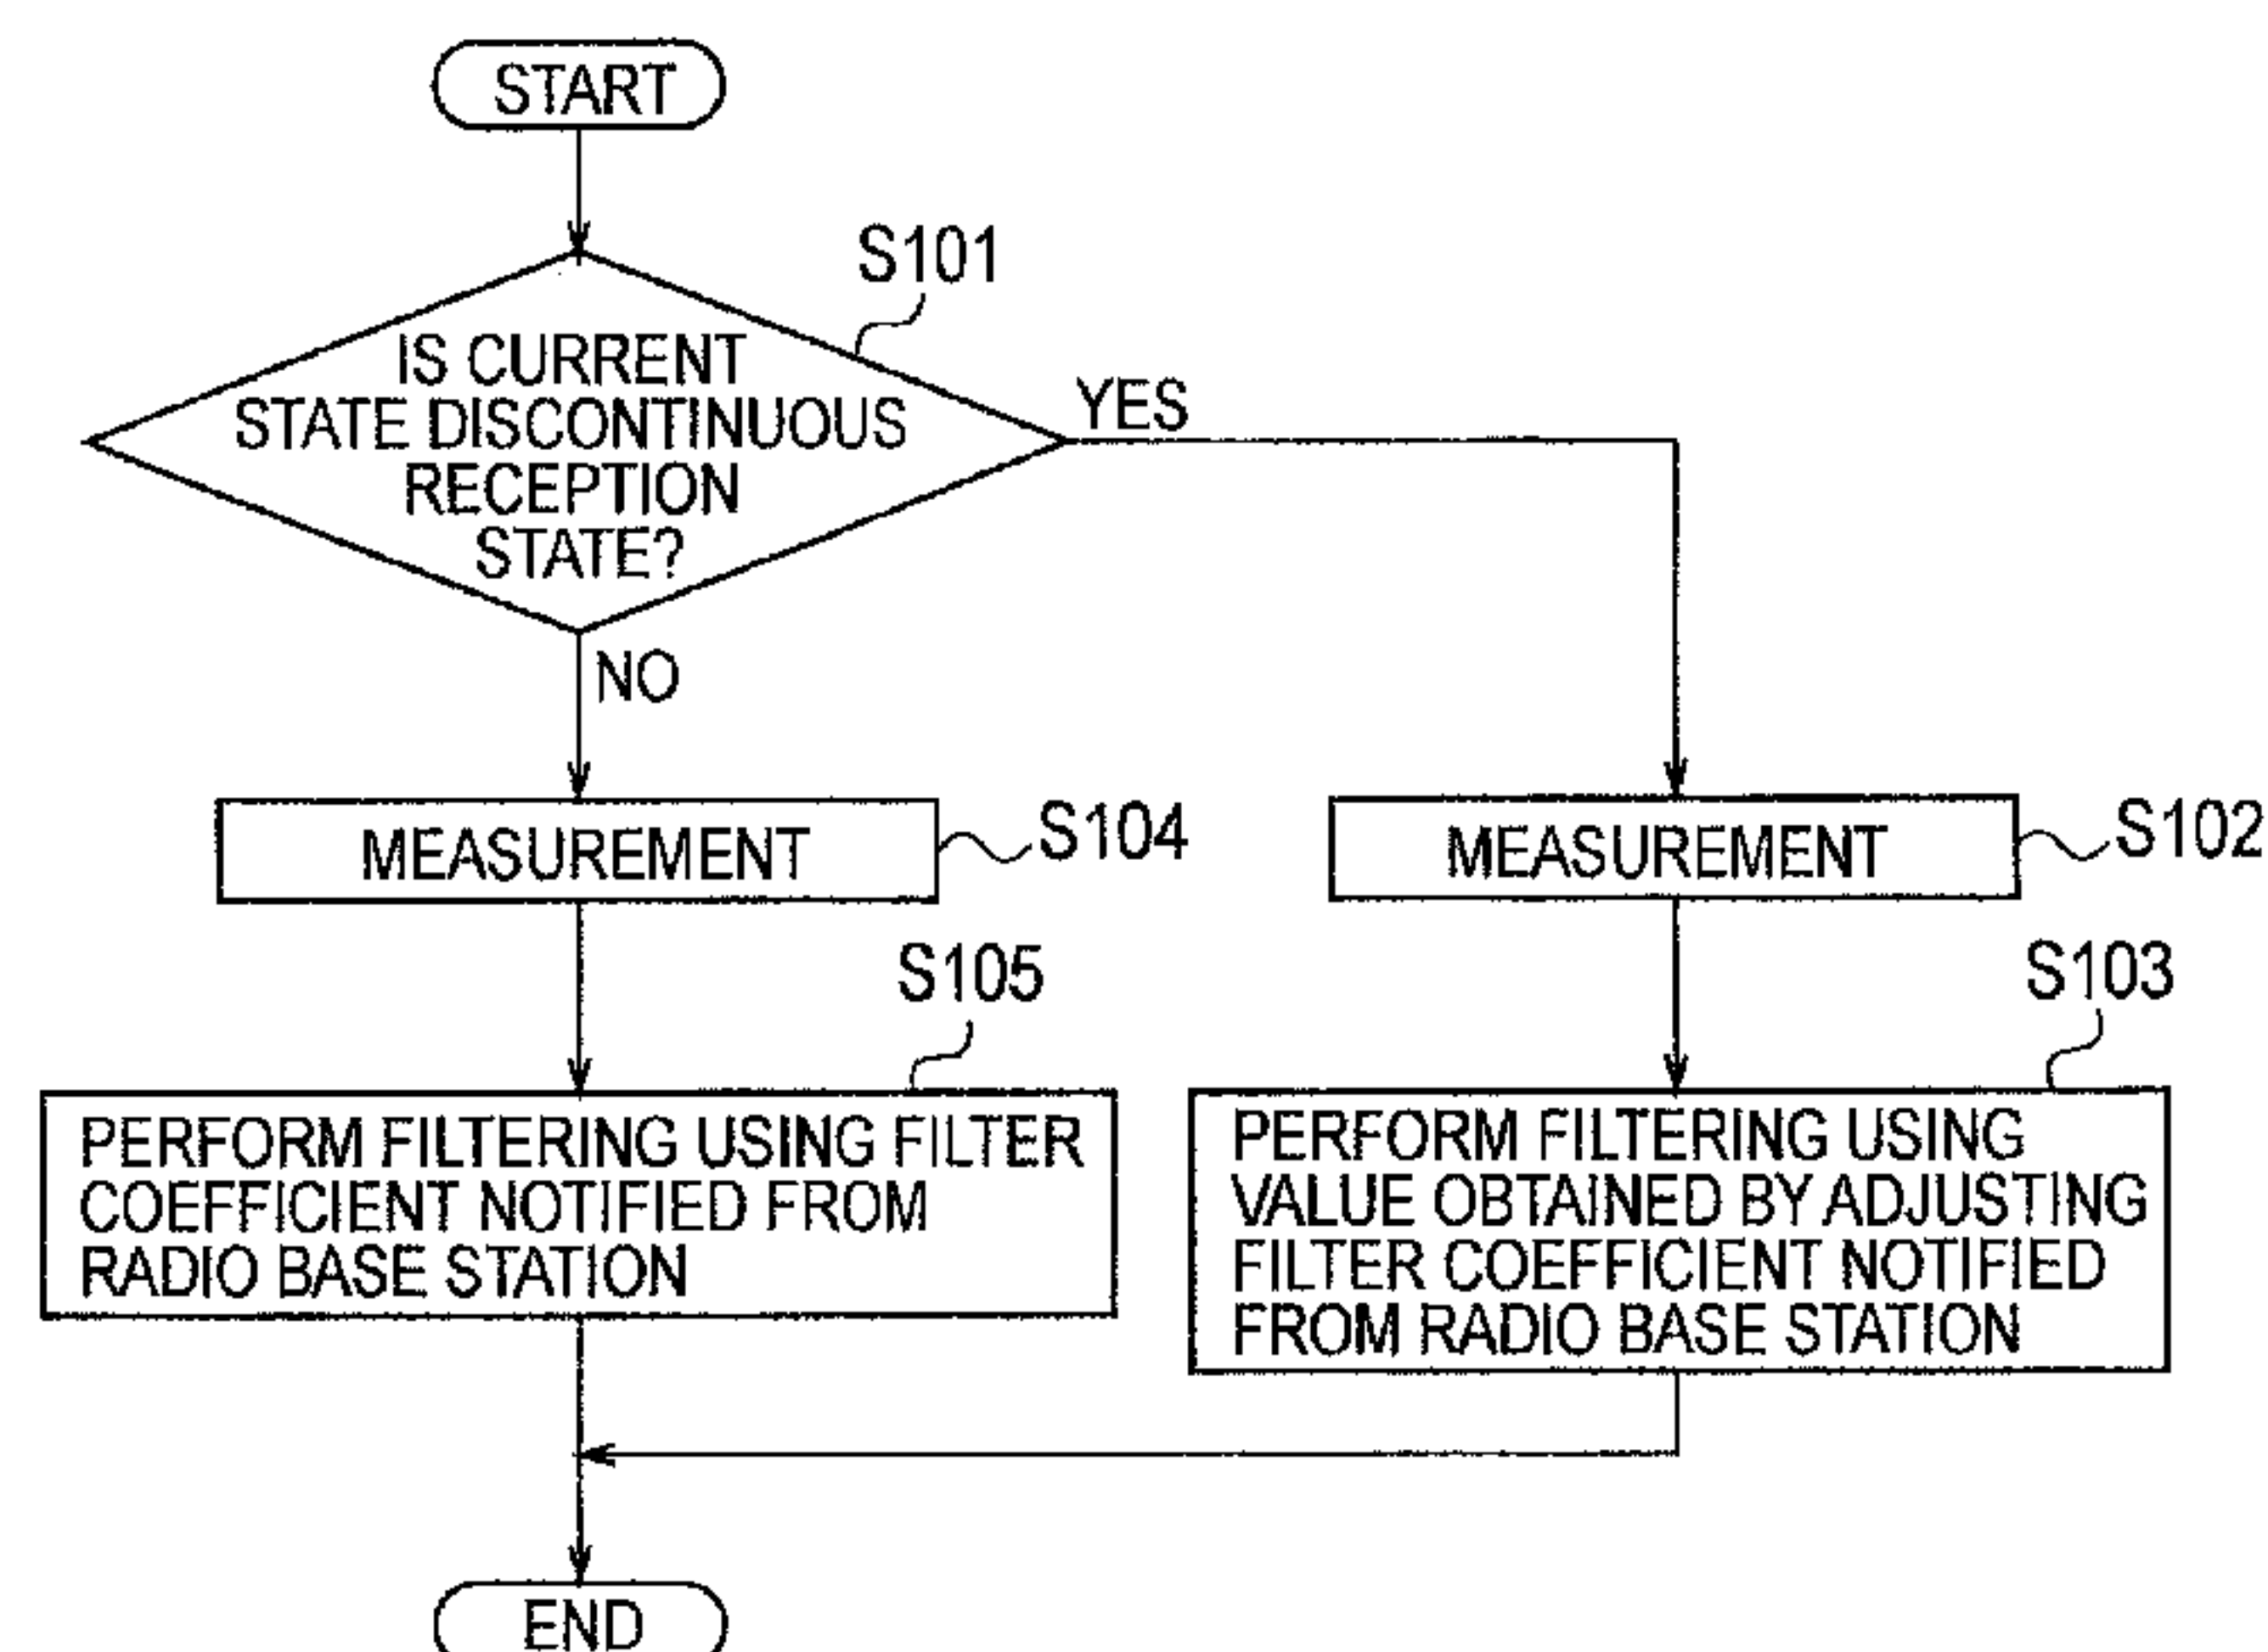 START
S101
IS CURRENT
STATE DISCONTINUOUS
RECEPTION
STATE?
YES
NO
MEASUREMENT
S104
MEASUREMENT
S102
S105
PERFORM FILTERING USING FILTER
COEFFICIENT NOTIFIED FROM
RADIO BASE STATION
S103
PERFORM FILTERING USING
VALUE OBTAINED BY ADJUSTING
FILTER COEFFICIENT NOTIFIED
FROM RADIO BASE STATION
END